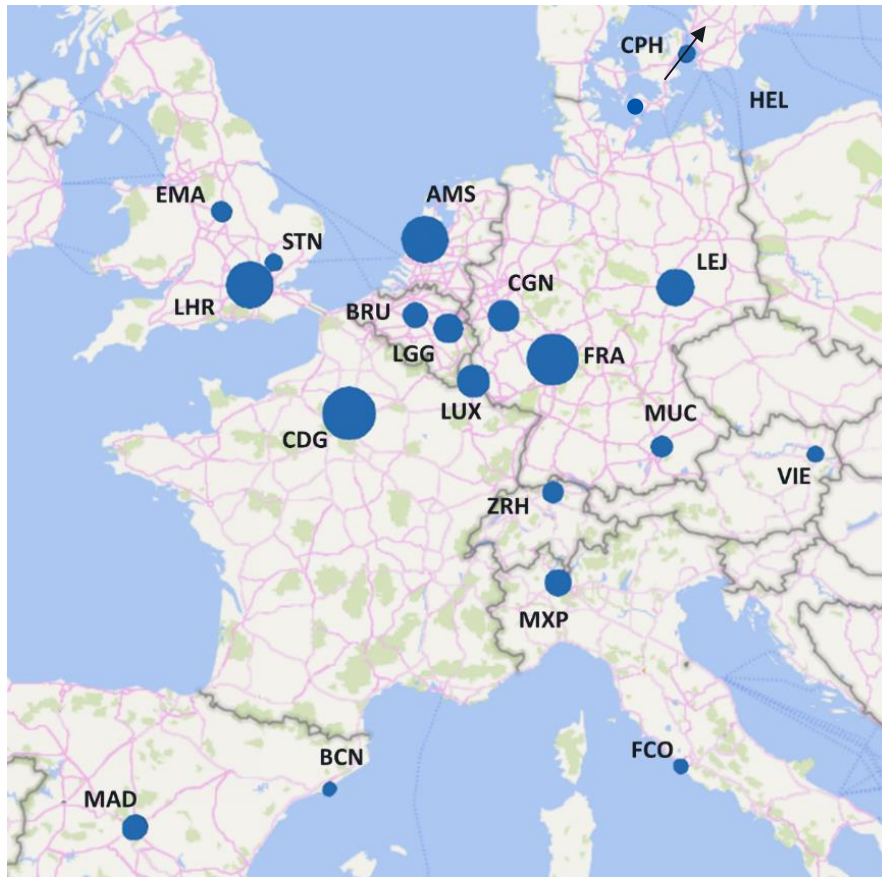 CPH
HEL
EMA
AMS
STN
LEJ
CGN
LHR
BRU
LGG
FRA
LUX
MUC
CDG
VIE
ZRH
MXP
FCO
BCN
MAD